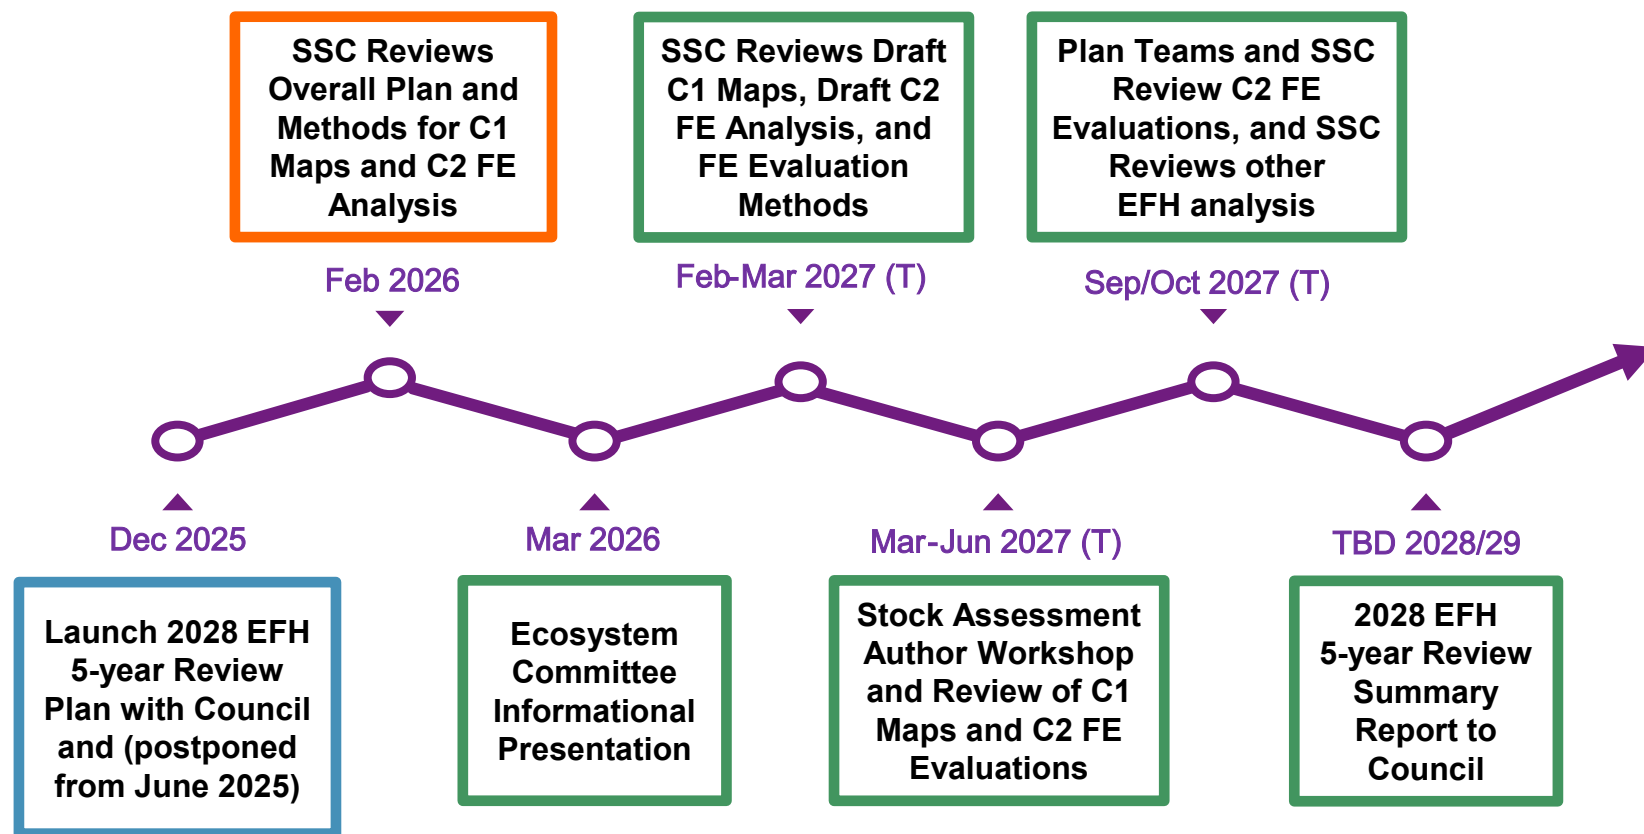 SSC Reviews
Overall Plan and
Methods for C1
Maps and C2 FE
Analysis
Feb 2026
SSC Reviews Draft
C1 Maps, Draft C2
FE Analysis, and
FE Evaluation
Methods
Feb-Mar 2027 (T)
Plan Teams and SSC
Review C2 FE
Evaluations, and SSC
Reviews other
EFH analysis
Sep/Oct 2027 (T)
Dec 2025
Launch 2028 EFH
5-year Review
Plan with Council
and (postponed
from June 2025)
Mar 2026
Ecosystem
Committee
Informational
Presentation
Mar-Jun 2027 (T)
Stock Assessment
Author Workshop
and Review of C1
Maps and C2 FE
Evaluations
TBD 2028/29
2028 EFH
5-year Review
Summary
Report to
Council